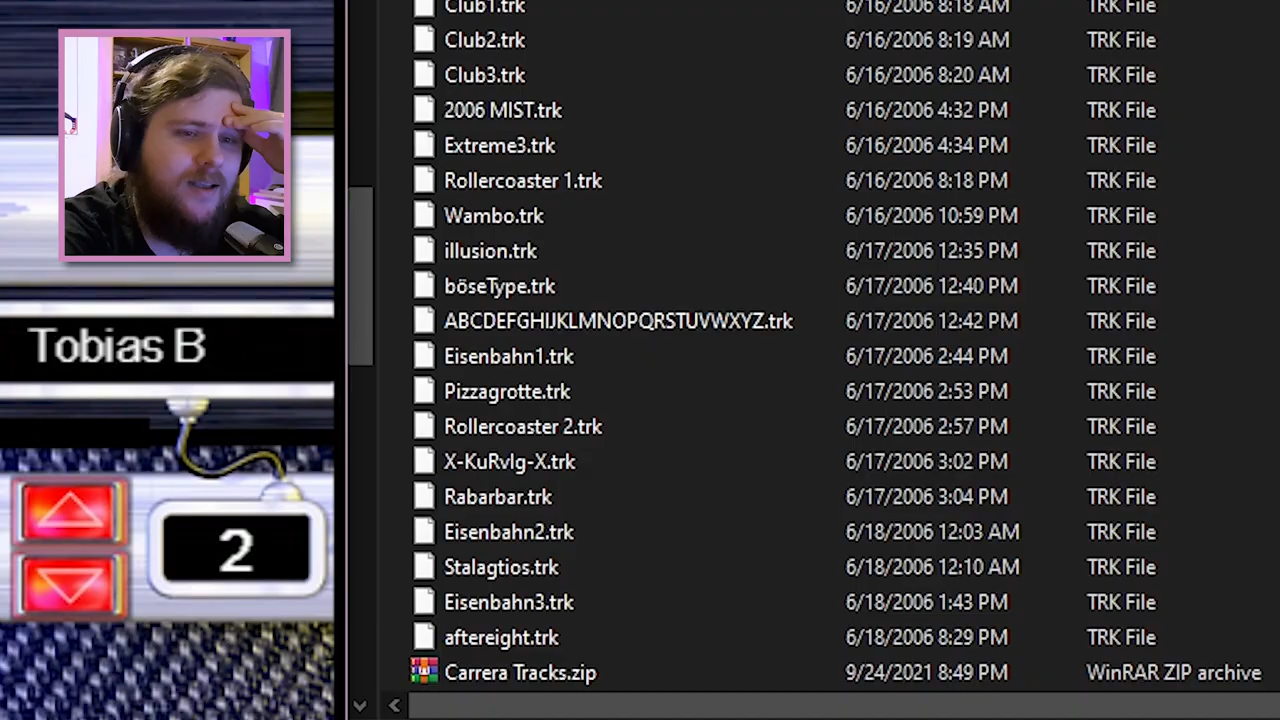 Club1.trk 6/16/2006 8:18 AM TRK File
Club2.trk 6/16/2006 8:19 AM TRK File
Club3.trk 6/16/2006 8:20 AM TRK File
2006 MIST.trk 6/16/2006 4:32 PM TRK File
Extreme3.trk 6/16/2006 4:34 PM TRK File
Rollercoaster 1.trk 6/16/2006 8:18 PM TRK File
Wambo.trk 6/16/2006 10:59 PM TRK File
illusion.trk 6/17/2006 12:35 PM TRK File
böseType.trk 6/17/2006 12:40 PM TRK File
ABCDEFGHIJKLMNOPQRSTUVWXYZ.trk 6/17/2006 12:42 PM TRK File
Eisenbahn1.trk 6/17/2006 2:44 PM TRK File
Pizzagrotte.trk 6/17/2006 2:53 PM TRK File
Rollercoaster 2.trk 6/17/2006 2:57 PM TRK File
X-KuRvIg-X.trk 6/17/2006 3:02 PM TRK File
Rabarbar.trk 6/17/2006 3:04 PM TRK File
Eisenbahn2.trk 6/18/2006 12:03 AM TRK File
Stalagtios.trk 6/18/2006 12:10 AM TRK File
Eisenbahn3.trk 6/18/2006 1:43 PM TRK File
aftereight.trk 6/18/2006 8:29 PM TRK File
Carrera Tracks.zip 9/24/2021 8:49 PM WinRAR ZIP archive
Tobias B
2